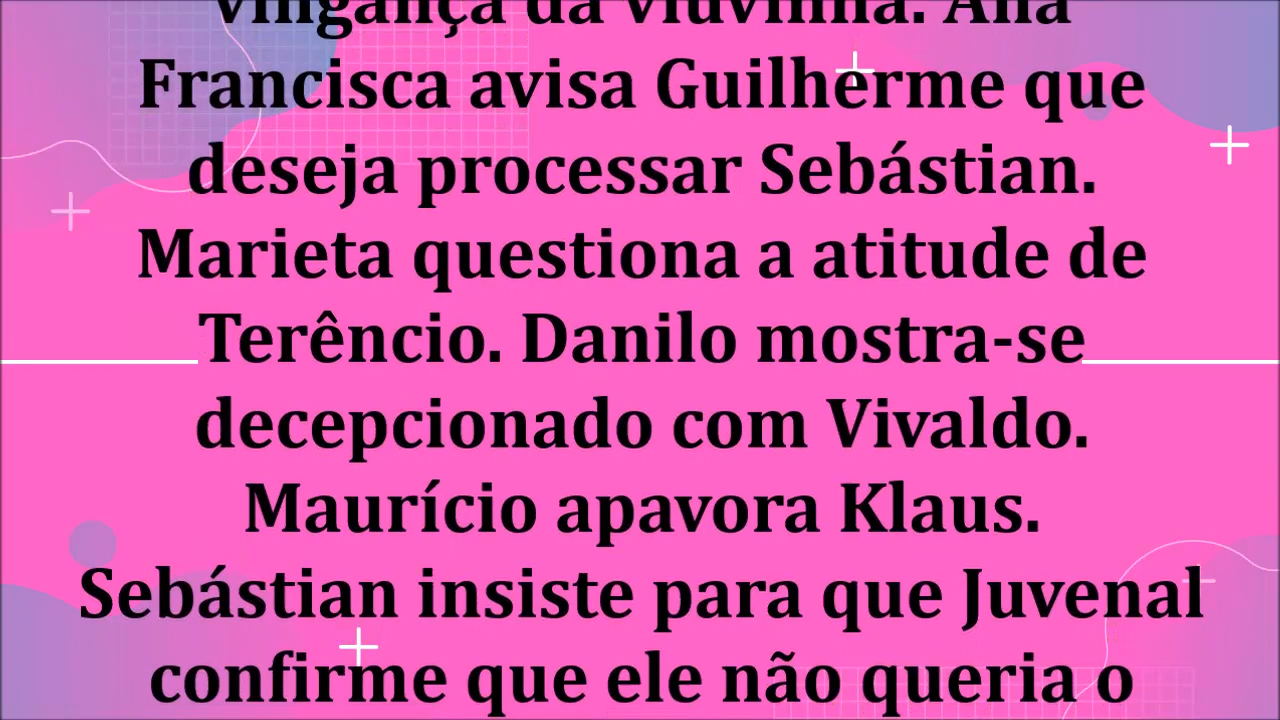 vingança da viuvinha. Ana
Francisca avisa Guilherme que
deseja processar Sebástian.
Marieta questiona a atitude de
Terêncio. Danilo mostra-se
decepcionado com Vivaldo.
Maurício apavora Klaus.
Sebástian insiste para que Juvenal
confirme que ele não queria o